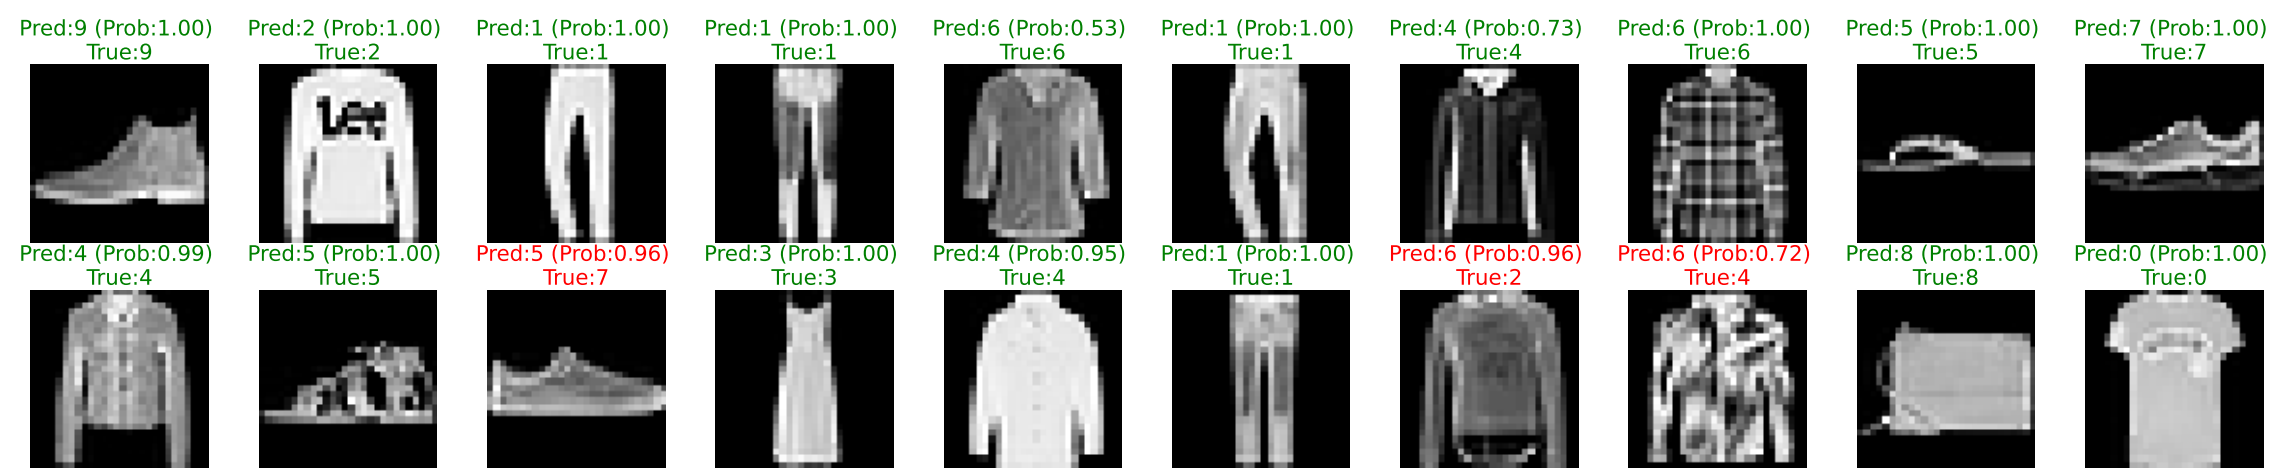 Pred:9 (Prob:1.00) Pred:2 (Prob:1.00) Pred:1 (Prob:1.00) Pred:1 (Prob:1.00) Pred:6 (Prob:0.53) Pred:1 (Prob:1.00) Pred:4 (Prob:0.73) Pred:6 (Prob:1.00) Pred:5 (Prob:1.00) Pred:7 (Prob:1.00)
True:9 True:2 True:1 True:1 True:6 True:1 True:4 True:6 True:5 True:7
Lee
Pred:4 (Prob:0.99) Pred:5 (Prob:1.00) Pred:5 (Prob:0.96) Pred:3 (Prob:1.00) Pred:4 (Prob:0.95) Pred:1 (Prob:1.00) Pred:6 (Prob:0.96) Pred:6 (Prob:0.72) Pred:8 (Prob:1.00) Pred:0 (Prob:1.00)
True:4 True:5 True:7 True:3 True:4 True:1 True:2 True:4 True:8 True:0